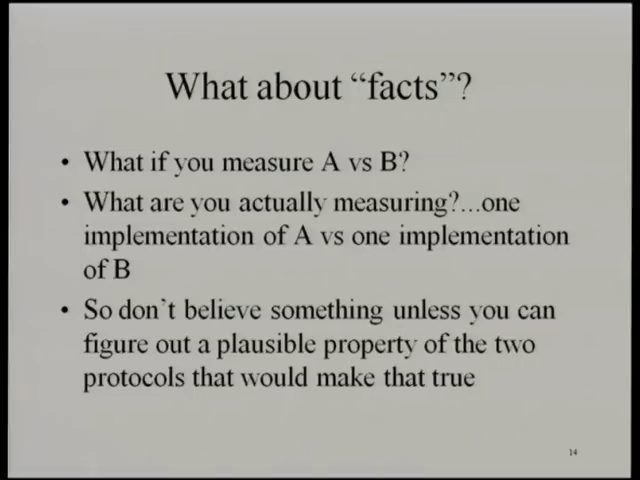 What about “facts”?
• What if you measure A vs B?
• What are you actually measuring?...one
implementation of A vs one implementation
of B
• So don’t believe something unless you can
figure out a plausible property of the two
protocols that would make that true
14